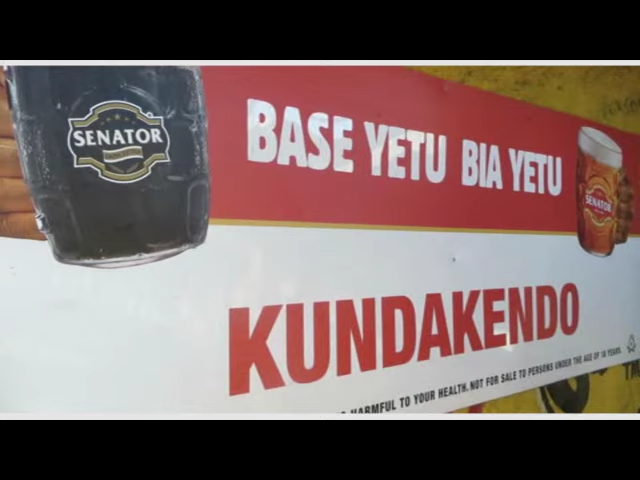 SENATOR
BASE YETU BIA YETU
SENATOR
KUNDAKENDO
HARMFUL TO YOUR HEALTH. NOT FOR SALE TO PERSONS UNDER THE AGE OF 18 YEARS.